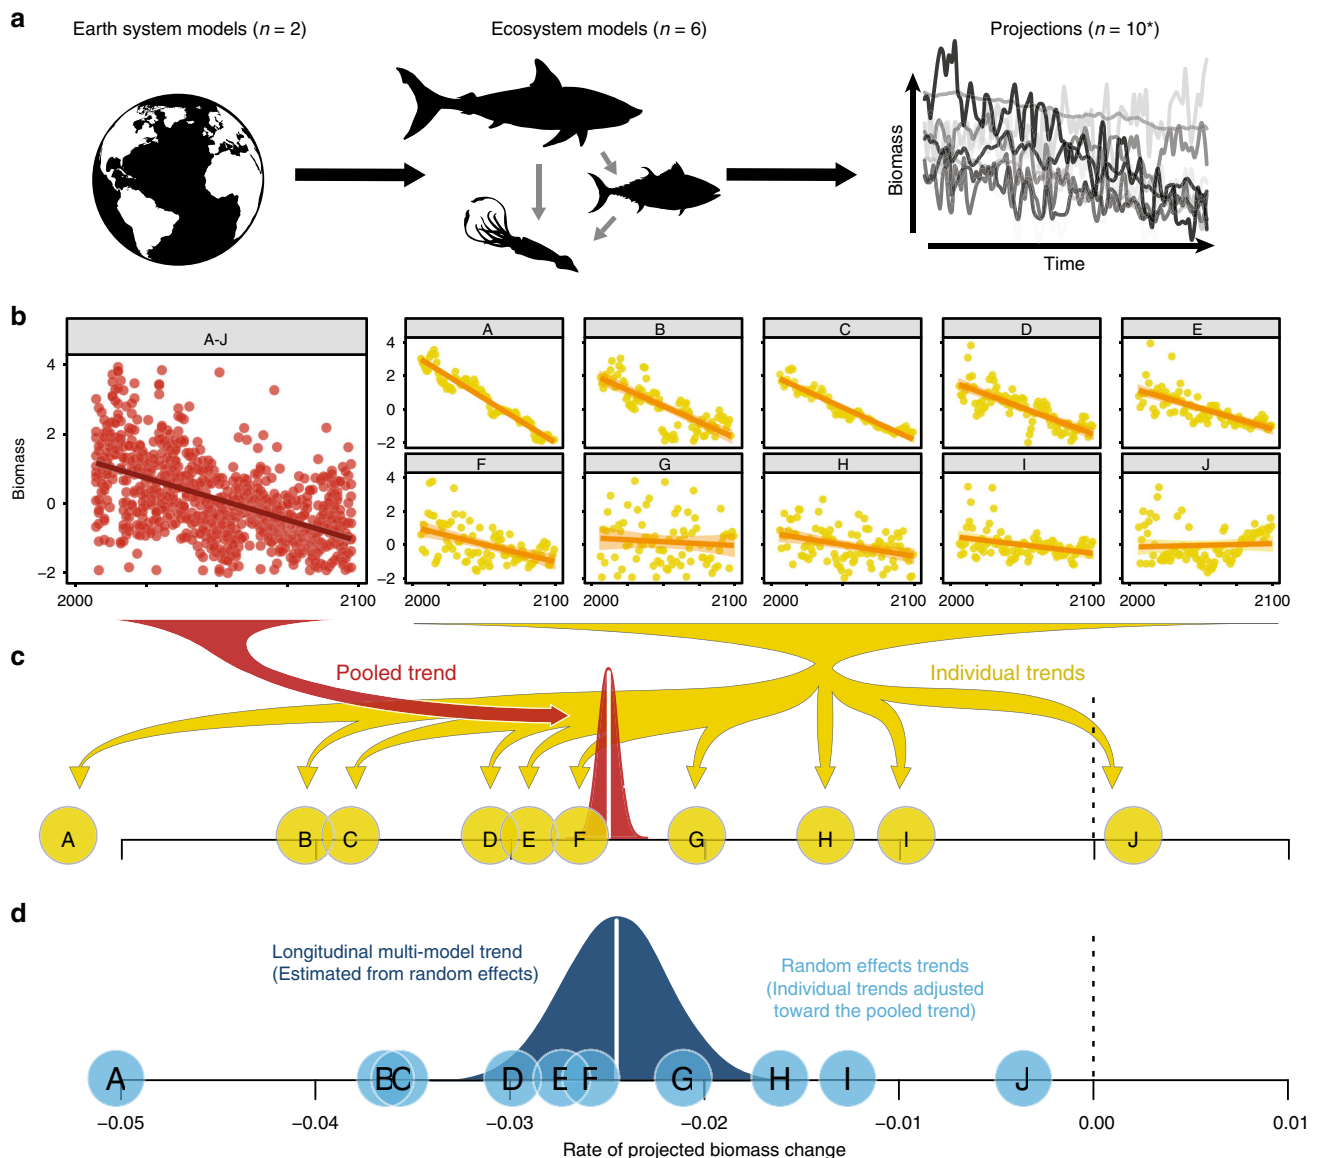 a
Earth system models (n = 2)
Ecosystem models (n = 6)
Projections (n = 10*)
Biomass
Time
b
A-J
Biomass
4
2
0
−2
2000
2100
A
B
C
D
E
4
2
0
−2
F
G
H
I
J
4
2
0
−2
2000
2100
2000
2100
2000
2100
2000
2100
2000
2100
c
Pooled trend
Individual trends
A
B
C
D
E
F
G
H
I
J
d
Longitudinal multi-model trend
(Estimated from random effects)
Random effects trends
(Individual trends adjusted
toward the pooled trend)
A
B
C
D
E
F
G
H
I
J
−0.05
−0.04
−0.03
−0.02
−0.01
0.00
0.01
Rate of projected biomass change